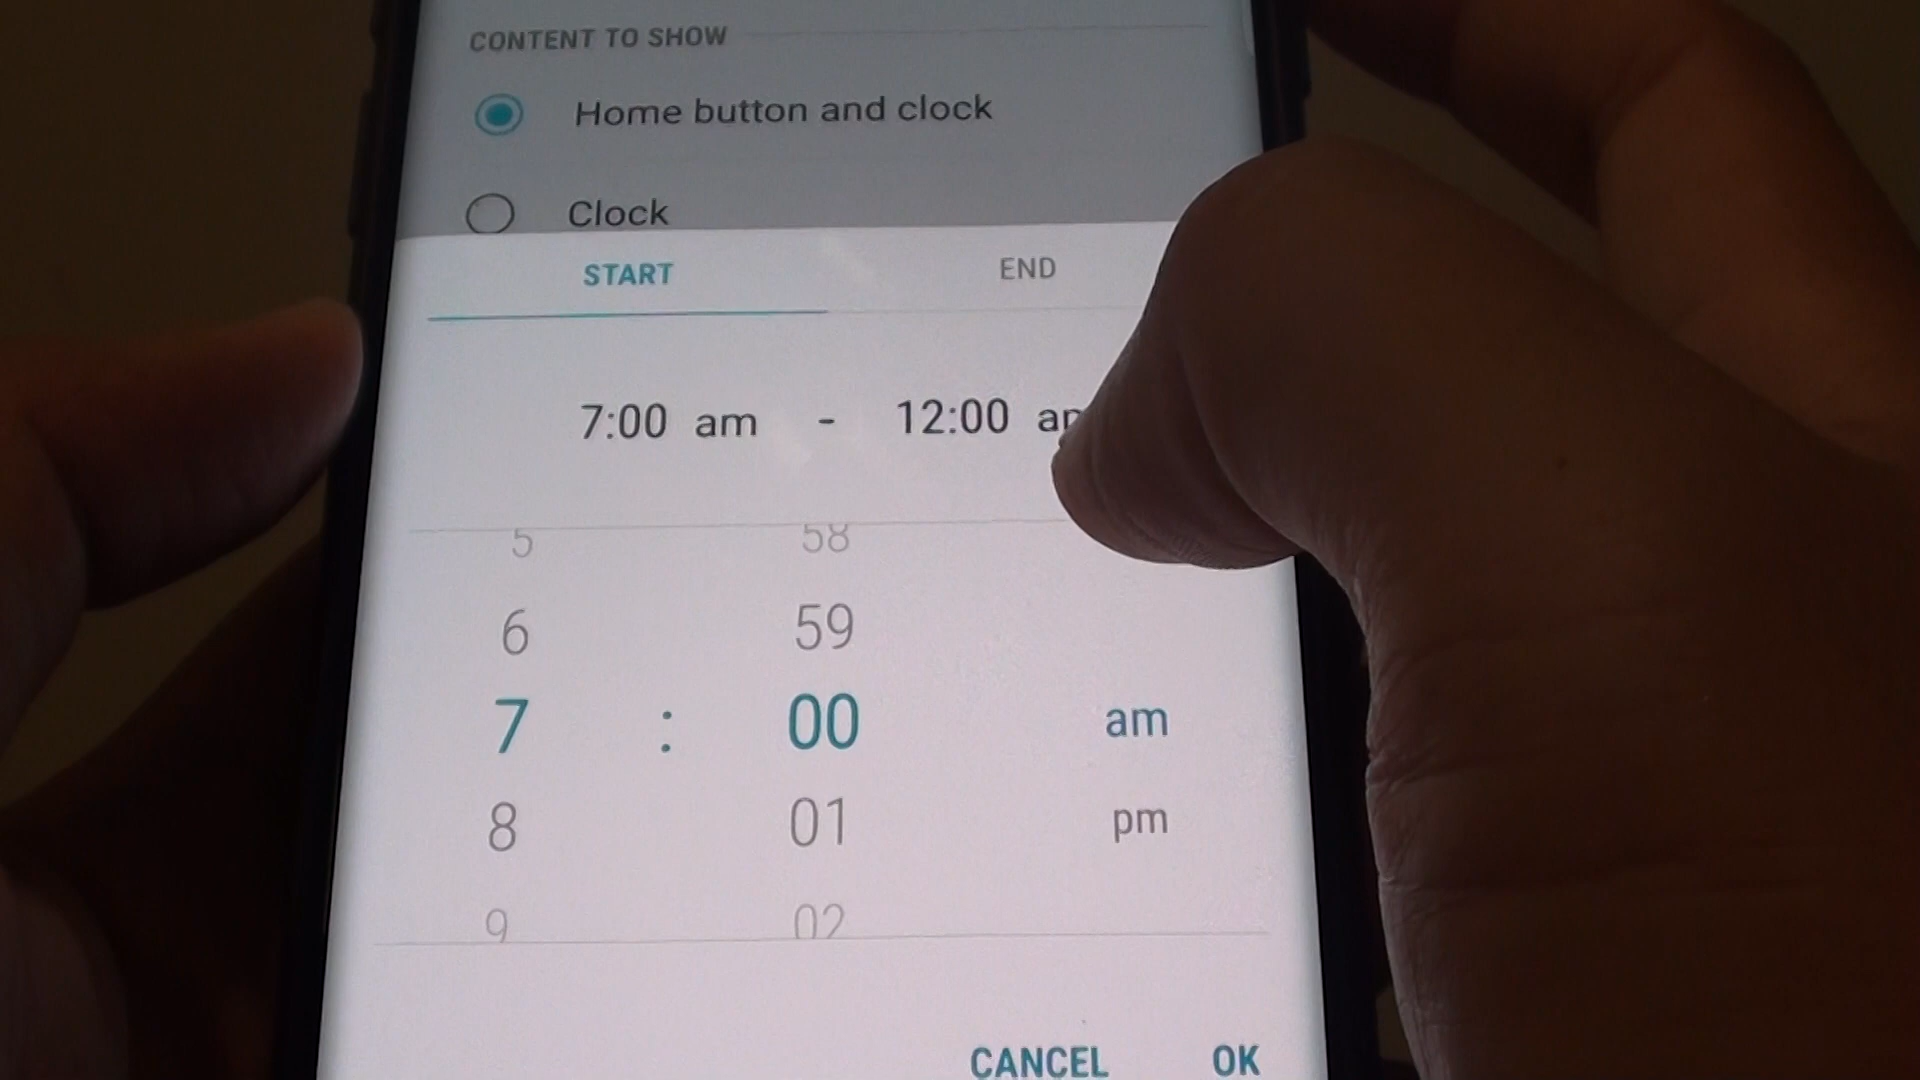 CONTENT TO SHOW
Home button and clock
Clock
START END
7:00 am - 12:00
5 58
6 59
7 : 00 am
8 01 pm
9 02
CANCEL OK